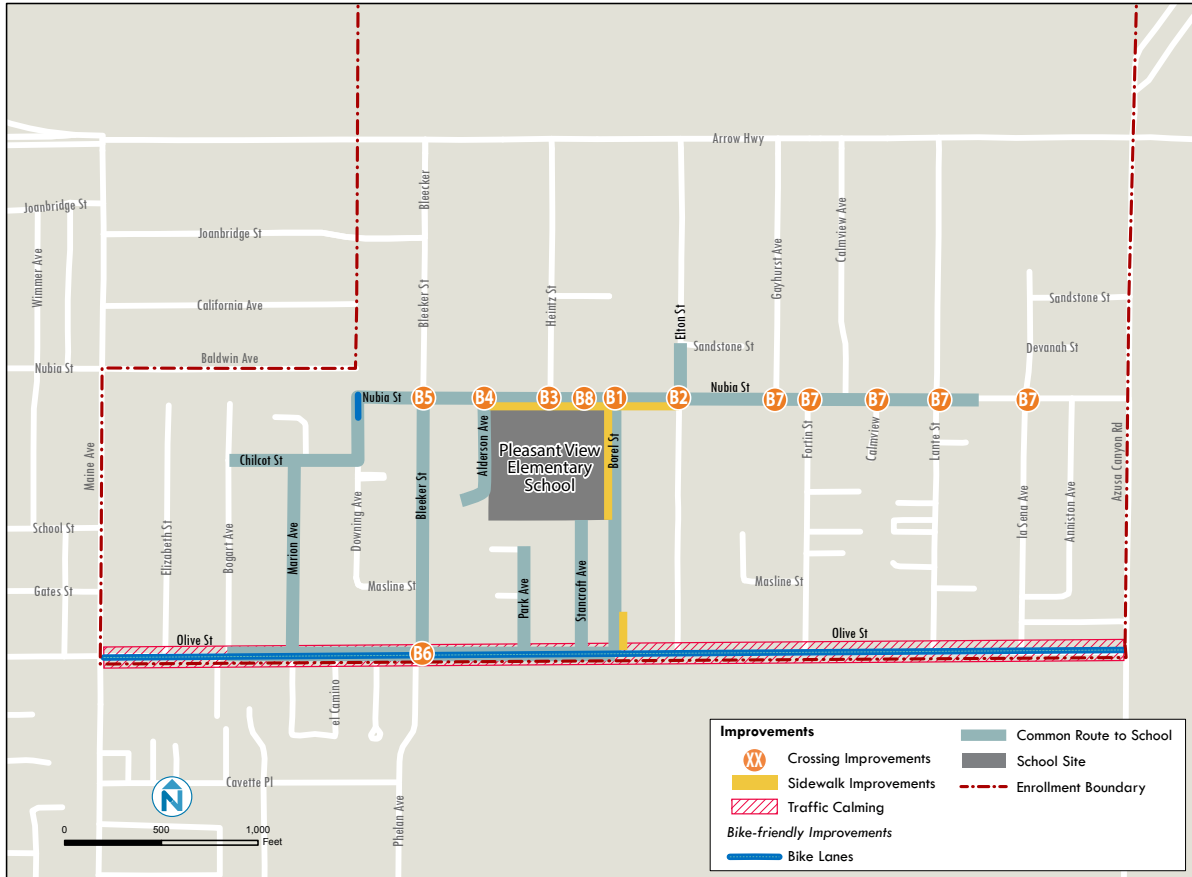 Arrow Hwy
Joanbridge St
Joanbridge St
Wimmer Ave
Bleecker
Bleeker St
Heintz St
Elton St
Gayhurst Ave
Calmview Ave
Sandstone St
California Ave
Baldwin Ave
Nubia St
Sandstone St
Devanah St
Nubia St
B5
B4
B3
B8
B1
B2
Nubia St
B7
B7
B7
B7
B7
Maine Ave
Chilcot St
Alderson Ave
Pleasant View
Elementary
School
Borel St
Fortin St
Calmview
Lante St
Azusa Canyon Rd
School St
Elizabeth St
Bogart Ave
Marion Ave
Downing Ave
Bleeker St
la Sena Ave
Anniston Ave
Gates St
Masline St
Park Ave
Stancroft Ave
Masline St
Olive St
B6
Olive St
el Camino
Cavette Pl
Phelan Ave
N
0
500
1,000
Feet
Improvements
XX
Crossing Improvements
Sidewalk Improvements
Traffic Calming
Bike-friendly Improvements
Bike Lanes
Common Route to School
School Site
Enrollment Boundary